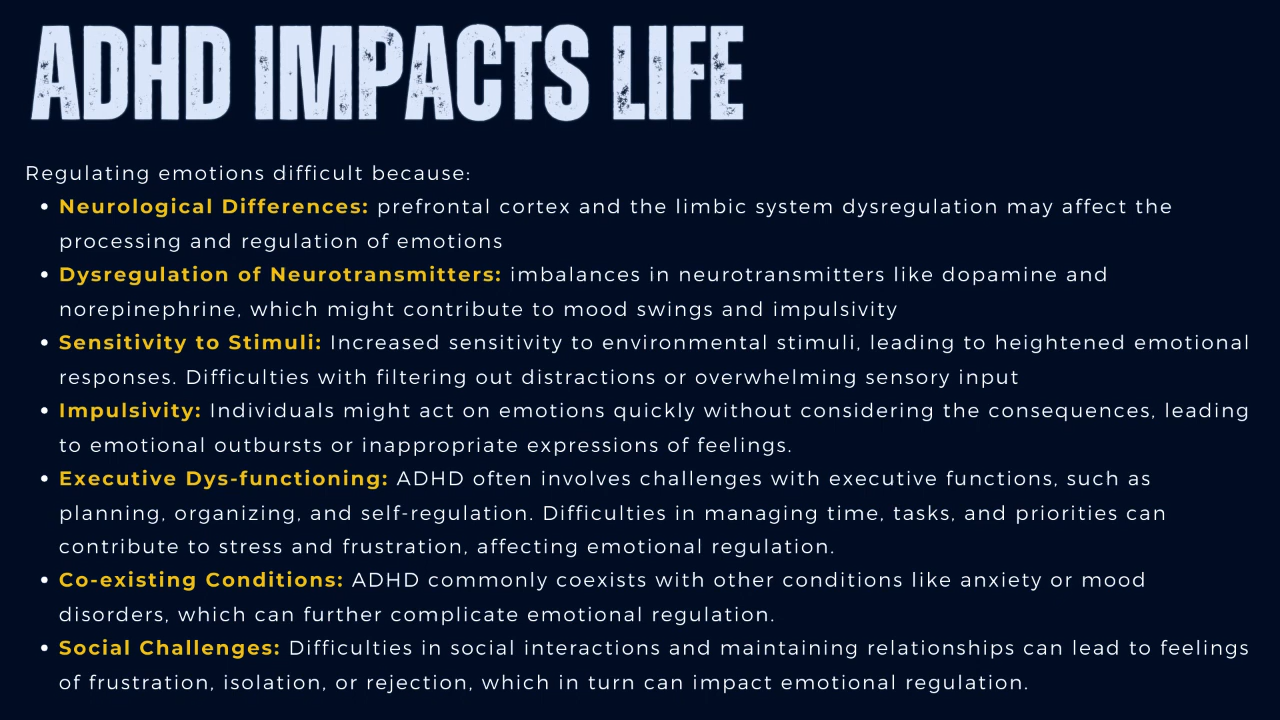 ADHD IMPACTS LIFE
Regulating emotions difficult because:
• Neurological Differences: prefrontal cortex and the limbic system dysregulation may affect the
processing and regulation of emotions
• Dysregulation of Neurotransmitters: imbalances in neurotransmitters like dopamine and
norepinephrine, which might contribute to mood swings and impulsivity
• Sensitivity to Stimuli: Increased sensitivity to environmental stimuli, leading to heightened emotional
responses. Difficulties with filtering out distractions or overwhelming sensory input
• Impulsivity: Individuals might act on emotions quickly without considering the consequences, leading
to emotional outbursts or inappropriate expressions of feelings.
• Executive Dys-functioning: ADHD often involves challenges with executive functions, such as
planning, organizing, and self-regulation. Difficulties in managing time, tasks, and priorities can
contribute to stress and frustration, affecting emotional regulation.
• Co-existing Conditions: ADHD commonly coexists with other conditions like anxiety or mood
disorders, which can further complicate emotional regulation.
• Social Challenges: Difficulties in social interactions and maintaining relationships can lead to feelings
of frustration, isolation, or rejection, which in turn can impact emotional regulation.